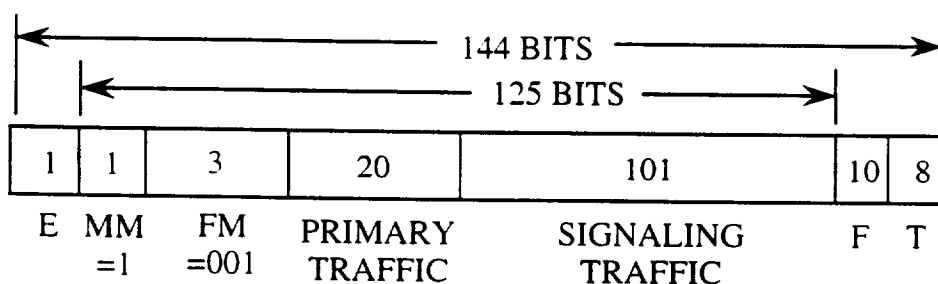 144 BITS
125 BITS
1 1 3 20 101 10 8
E MM FM PRIMARY SIGNALING F T
=1 =001 TRAFFIC TRAFFIC